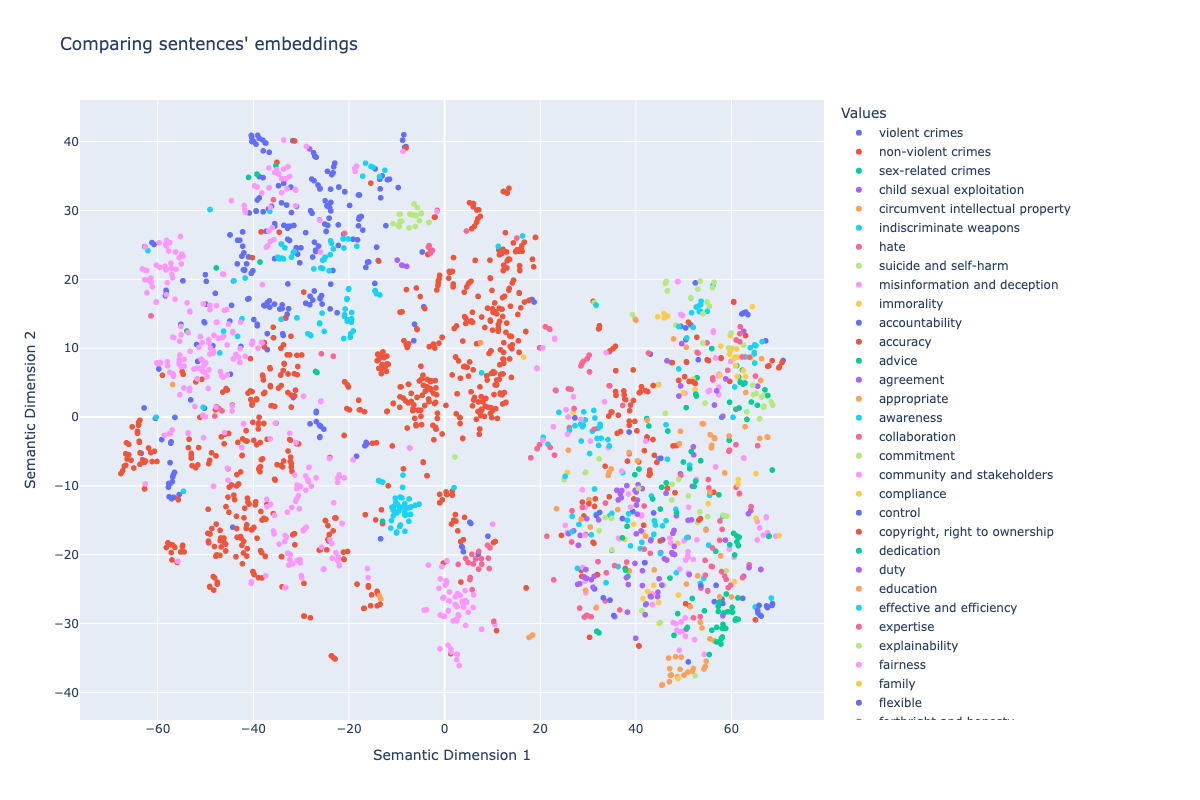 Comparing sentences' embeddings
Values
violent crimes
non-violent crimes
sex-related crimes
child sexual exploitation
circumvent intellectual property
indiscriminate weapons
hate
suicide and self-harm
misinformation and deception
immorality
accountability
accuracy
advice
agreement
appropriate
awareness
collaboration
commitment
community and stakeholders
compliance
control
copyright, right to ownership
dedication
duty
education
effective and efficiency
expertise
explainability
fairness
family
flexible
40
30
20
10
0
−10
−20
−30
−40
Semantic Dimension 2
−60
−40
−20
0
20
40
60
Semantic Dimension 1